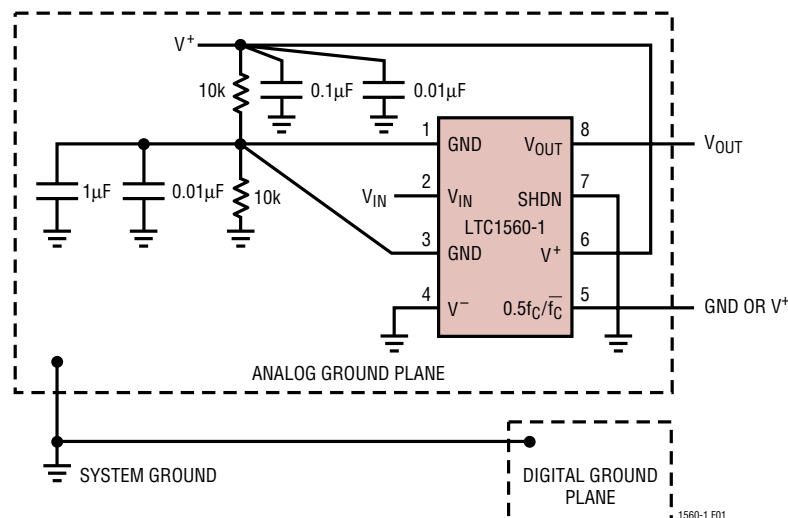 V+
10k
0.1µF
0.01µF
1µF
0.01µF
10k
VIN
1
GND
2
VIN
3
GND
4
V−
LTC1560-1
VOUT
8
SHDN
7
V+
6
0.5fC/f̅C̅
5
VOUT
GND OR V+
ANALOG GROUND PLANE
SYSTEM GROUND
DIGITAL GROUND
PLANE
1560-1 F01